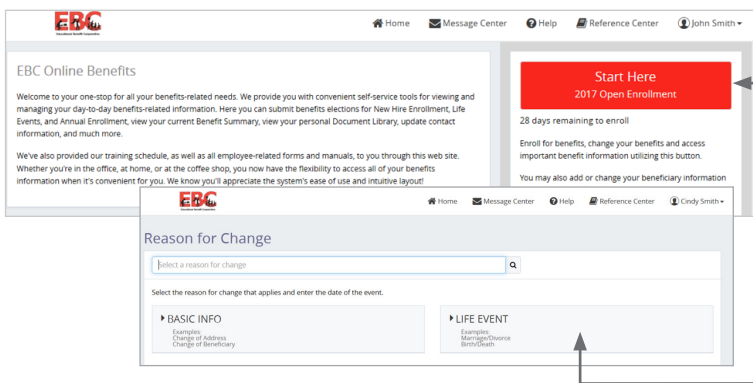 EBC
Educational Benefit Cooperative
Home
Message Center
Help
Reference Center
John Smith
EBC Online Benefits
Welcome to your one-stop for all your benefits-related needs. We provide you with convenient self-service tools for viewing and
managing your day-to-day benefits-related information. Here you can submit benefits elections for New Hire Enrollment, Life
Events, and Annual Enrollment, view your current Benefit Summary, view your personal Document Library, update contact
information, and much more.
We've also provided our training schedule, as well as all employee-related forms and manuals, to you through this web site.
Whether you're in the office, at home, or at the coffee shop, you now have the flexibility to access all of your benefits
information when it's convenient for you. We know you'll appreciate the system's ease of use and intuitive layout!
Start Here
2017 Open Enrollment
28 days remaining to enroll
Enroll for benefits, change your benefits and access
important benefit information utilizing this button.
You may also add or change your beneficiary information
EBC
Educational Benefit Cooperative
Home
Message Center
Help
Reference Center
Cindy Smith
Reason for Change
Select a reason for change
Select the reason for change that applies and enter the date of the event.
BASIC INFO
Examples:
Change of Address
Change of Beneficiary
LIFE EVENT
Examples:
Marriage/Divorce
Birth/Death